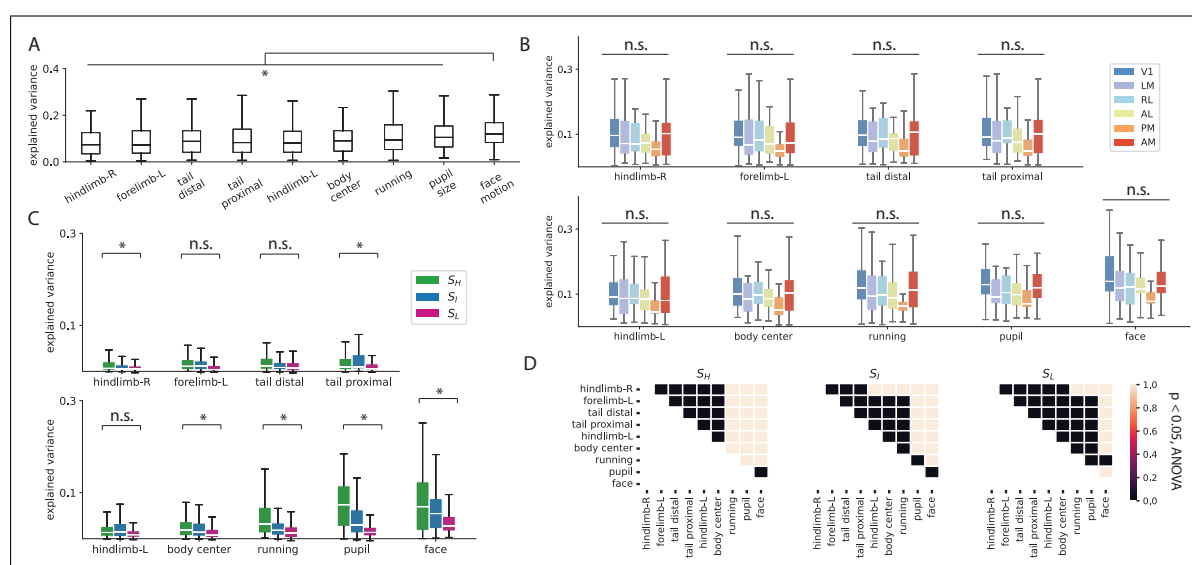 A
explained variance
0.4
0.2
0.0
*
hindlimb-R
forelimb-L
tail distal
tail proximal
hindlimb-L
body center
running
pupil size
face motion
B
explained variance
0.3
0.1
n.s. n.s. n.s. n.s.
hindlimb-R forelimb-L tail distal tail proximal
V1
LM
RL
AL
PM
AM
explained variance
0.3
0.1
n.s. n.s. n.s. n.s. n.s.
hindlimb-L body center running pupil face
C
explained variance
0.3
0.1
* n.s. n.s. *
hindlimb-R forelimb-L tail distal tail proximal
S_H
S_I
S_L
explained variance
0.3
0.1
n.s. * * * *
hindlimb-L body center running pupil face
D
S_H S_I S_L
hindlimb-R
forelimb-L
tail distal
tail proximal
hindlimb-L
body center
running
pupil
face
hindlimb-R forelimb-L tail distal tail proximal hindlimb-L body center running pupil face
hindlimb-R forelimb-L tail distal tail proximal hindlimb-L body center running pupil face
hindlimb-R forelimb-L tail distal tail proximal hindlimb-L body center running pupil face
1,0
0.8
0.6
0.4
0.2
0.0
p < 0.05, ANOVA